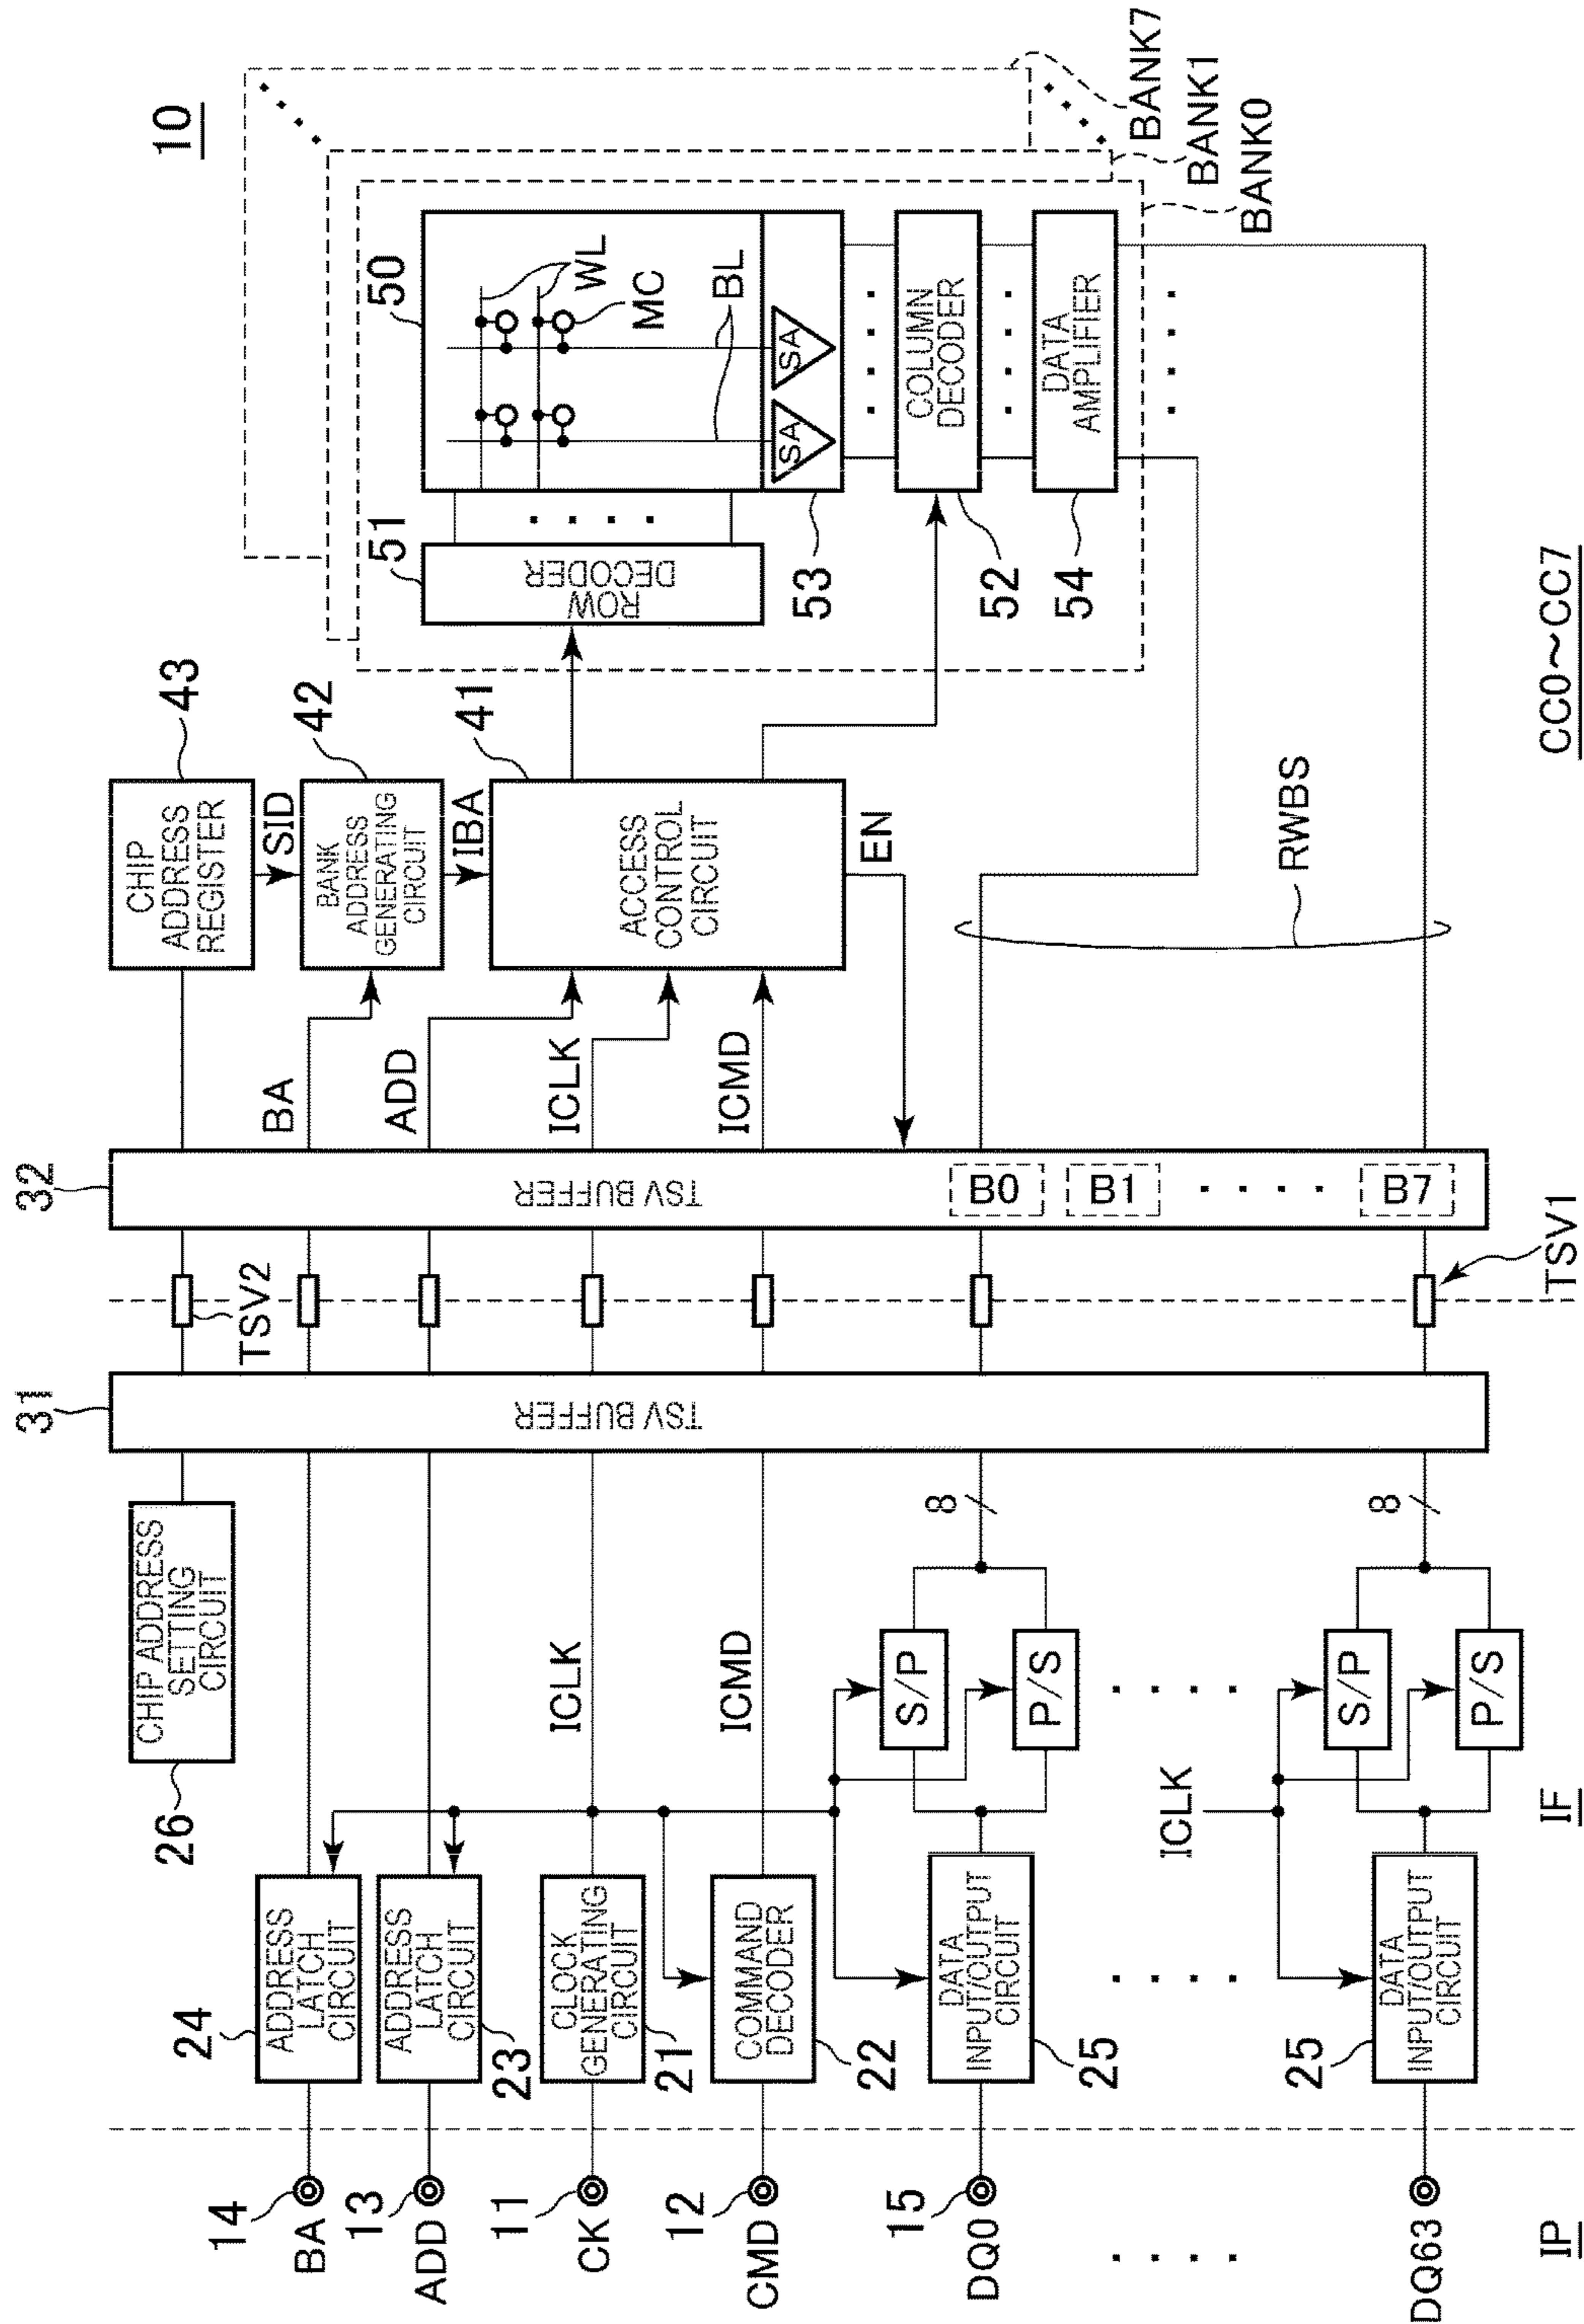 10
BANK7
BANK1
BANK0
50
WL
MC
BL
SA
SA
51
ROW
DECODER
53
COLUMN
DECODER
52
DATA
AMPLIFIER
54
43
CHIP
ADDRESS
REGISTER
SID
42
BANK
ADDRESS
GENERATING
CIRCUIT
IBA
41
ACCESS
CONTROL
CIRCUIT
EN
RWBS
CC0~CC7
BA
ADD
ICLK
ICMD
32
TSV BUFFER
B0
B1
B7
TSV2
TSV1
31
TSV BUFFER
CHIP ADDRESS
SETTING
CIRCUIT
26
ICLK
ICMD
8
8
S/P
P/S
S/P
P/S
ICLK
IF
24
ADDRESS
LATCH
CIRCUIT
ADDRESS
LATCH
CIRCUIT
23
CLOCK
GENERATING
CIRCUIT
21
COMMAND
DECODER
22
DATA
INPUT/OUTPUT
CIRCUIT
25
DATA
INPUT/OUTPUT
CIRCUIT
25
14
BA
13
ADD
11
CK
12
CMD
15
DQ0
DQ63
IP